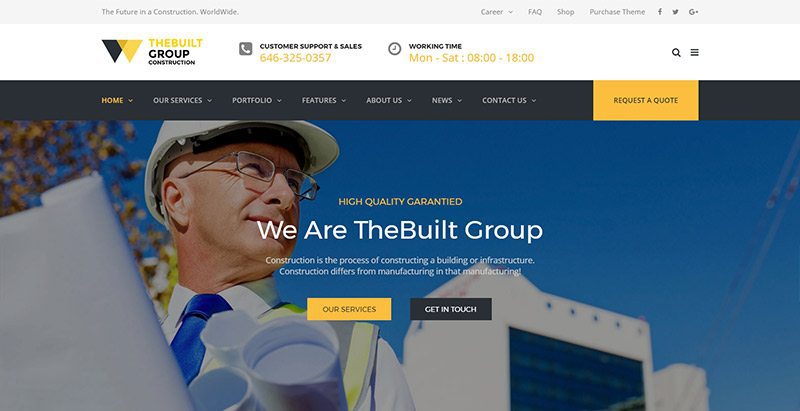 The Future in a Construction. WorldWide.
Career FAQ Shop Purchase Theme
THEBUILT
GROUP
CONSTRUCTION
CUSTOMER SUPPORT & SALES
646-325-0357
WORKING TIME
Mon - Sat : 08:00 - 18:00
HOME OUR SERVICES PORTFOLIO FEATURES ABOUT US NEWS CONTACT US REQUEST A QUOTE
HIGH QUALITY GARANTIED
We Are TheBuilt Group
Construction is the process of constructing a building or infrastructure.
Construction differs from manufacturing in that manufacturing!
OUR SERVICES GET IN TOUCH